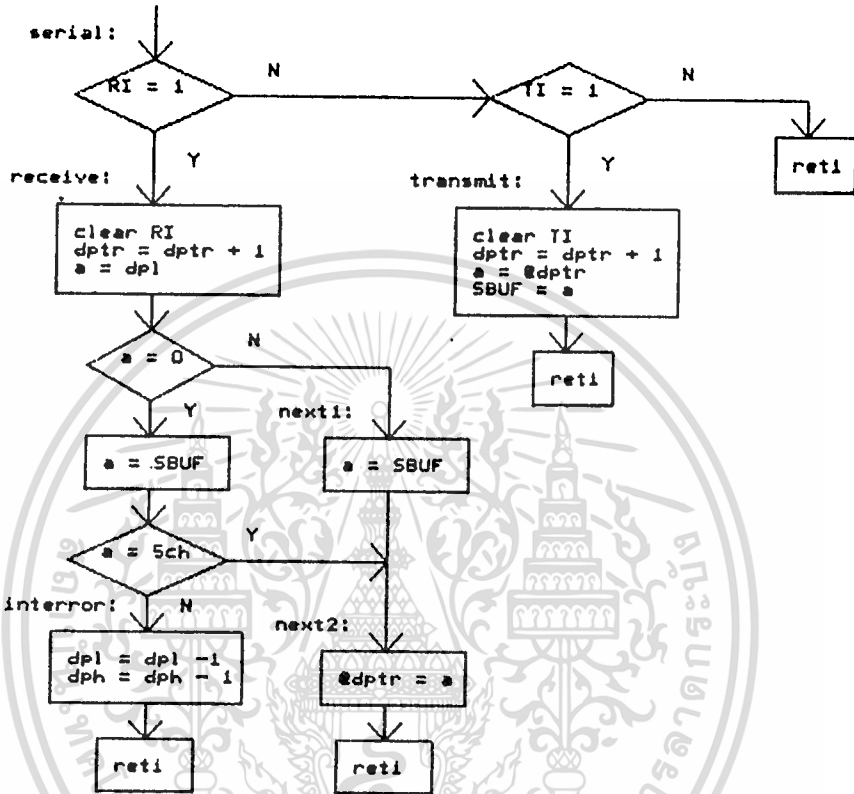 serial:
RI = 1
N
TI = 1
N
Y
Y
reti
receive:
transmit:
clear RI
dptr = dptr + 1
a = dpl
clear TI
dptr = dptr + 1
a = @dptr
SBUF = a
a = 0
N
reti
Y
next1:
a = SBUF
a = SBUF
a = 5ch
Y
interror:
N
next2:
dpl = dpl -1
dph = dph - 1
@dptr = a
reti
reti